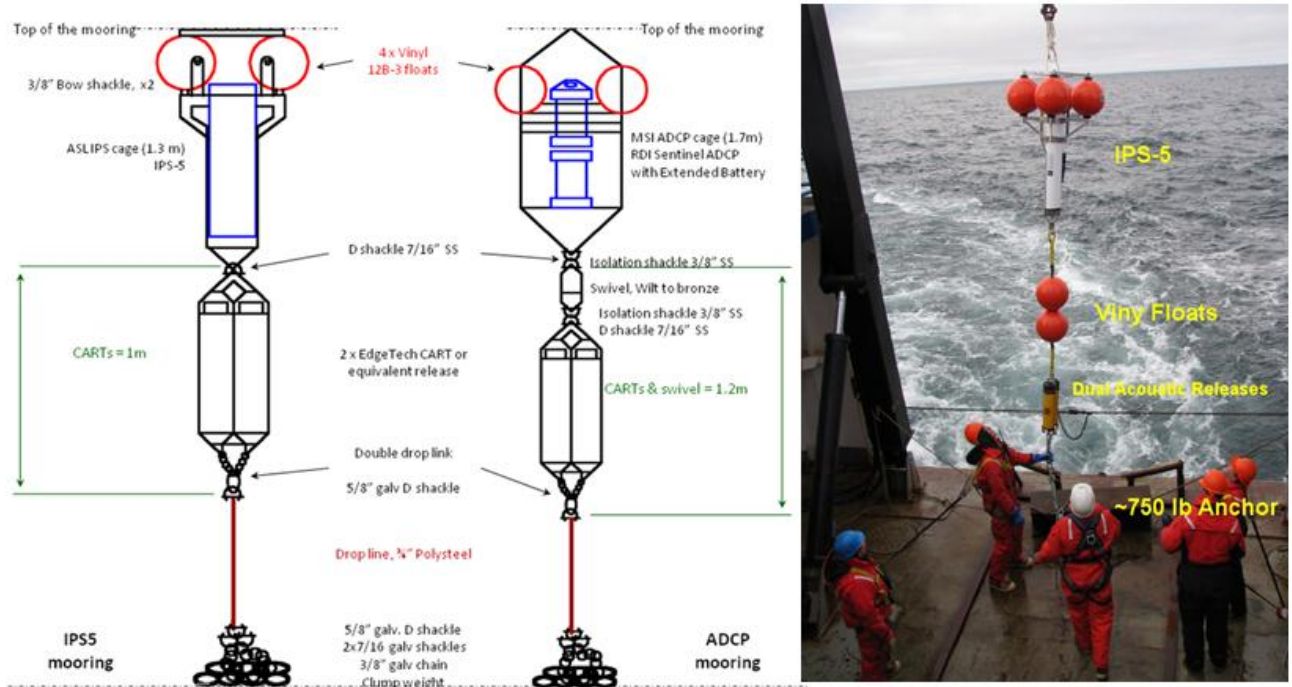 Top of the mooring
Top of the mooring
4 x Vinyl
12B-3 floats
3/8" Bow shackle, x2
ASL IPS cage (1.3 m)
IPS-5
MSI ADCP cage (1.7m)
RDI Sentinel ADCP
with Extended Battery
D shackle 7/16" SS
Isolation shackle 3/8" SS
Swivel, Wilt to bronze
Isolation shackle 3/8" SS
D shackle 7/16" SS
CARTs = 1m
2 x EdgeTech CART or
equivalent release
CARTs & swivel = 1.2m
Double drop link
5/8" galv D shackle
Drop line, ¾" Polysteel
IPS5
mooring
5/8" galv. D shackle
2x7/16 galv shackles
3/8" galv chain
Clump weight
ADCP
mooring
IPS-5
Viny Floats
Dual Acoustic Releases
~750 lb Anchor